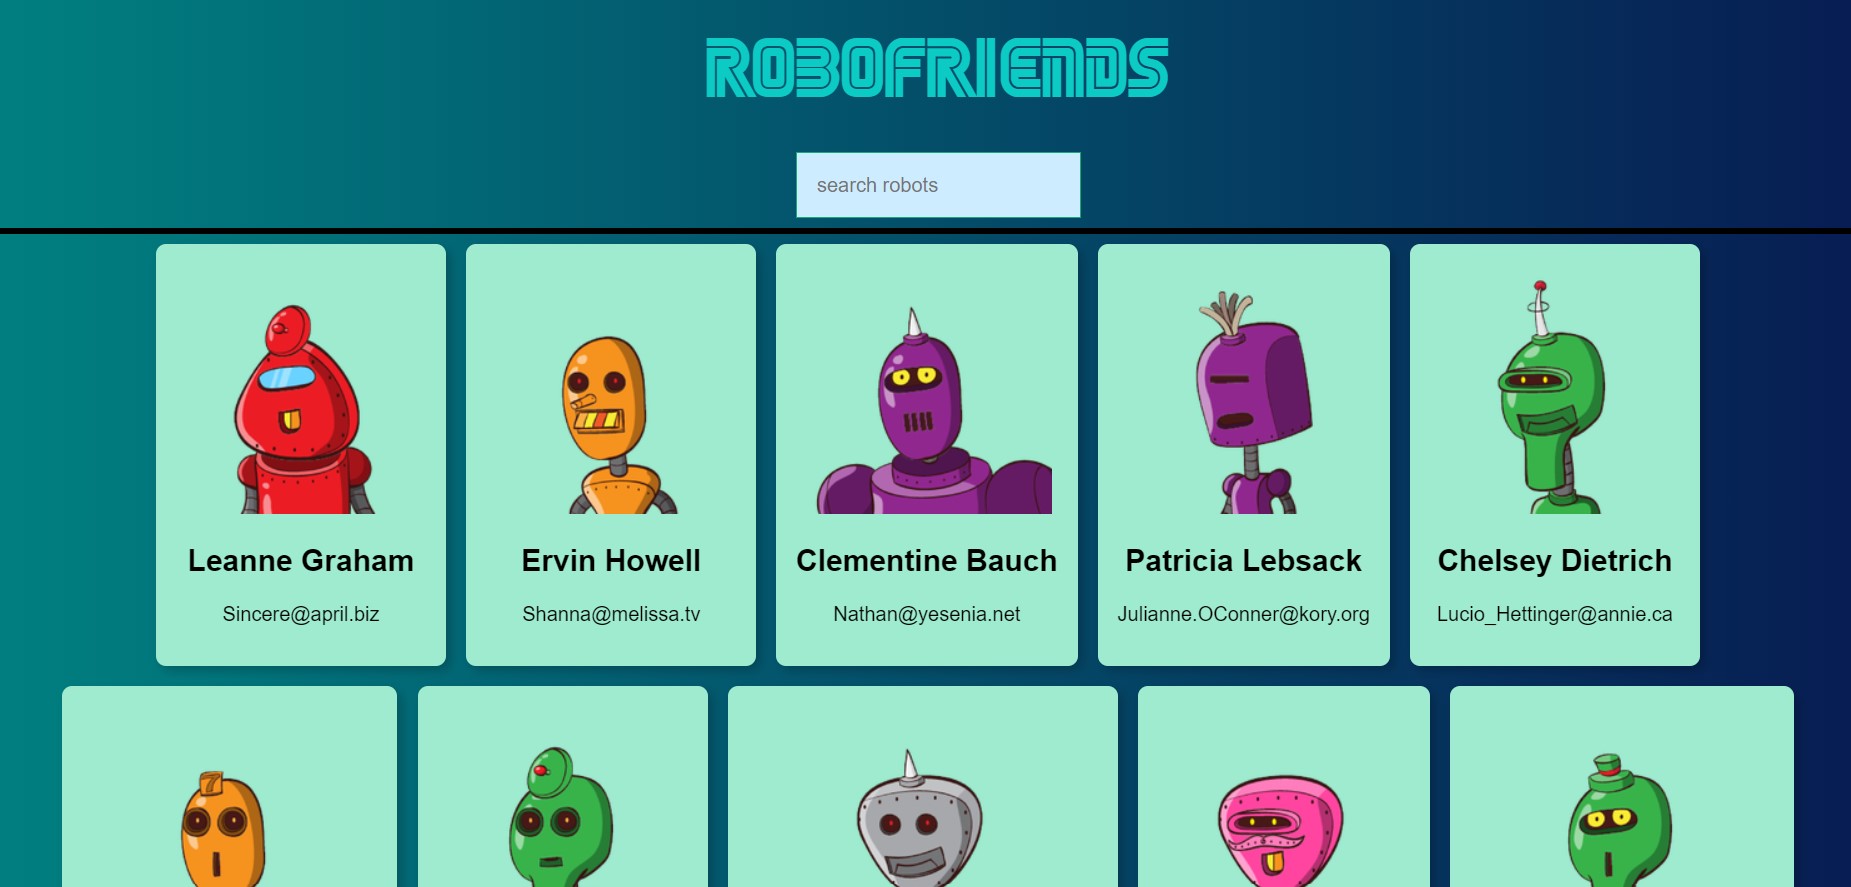 ROBOFRIENDS
search robots
Leanne Graham
Sincere@april.biz
Ervin Howell
Shanna@melissa.tv
Clementine Bauch
Nathan@yesenia.net
Patricia Lebsack
Julianne.OConner@kory.org
Chelsey Dietrich
Lucio_Hettinger@annie.ca
7